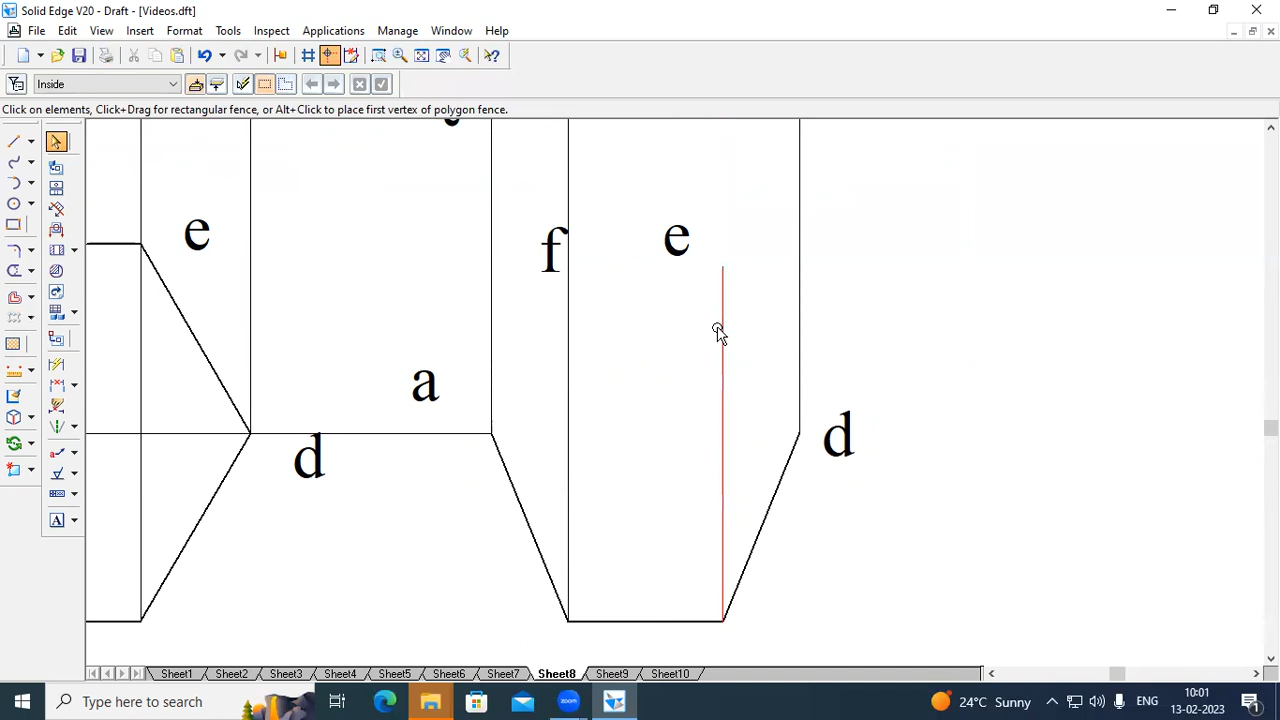 Solid Edge V20 - Draft - [Videos.dft]
File Edit View Insert Format Tools Inspect Applications Manage Window Help
Inside
Click on elements, Click+Drag for rectangular fence, or Alt+Click to place first vertex of polygon fence.
e
f
e
a
d
d
Sheet1 Sheet2 Sheet3 Sheet4 Sheet5 Sheet6 Sheet7 Sheet8 Sheet9 Sheet10
Type here to search
zoom
24°C Sunny
ENG
10:01
13-02-2023
1